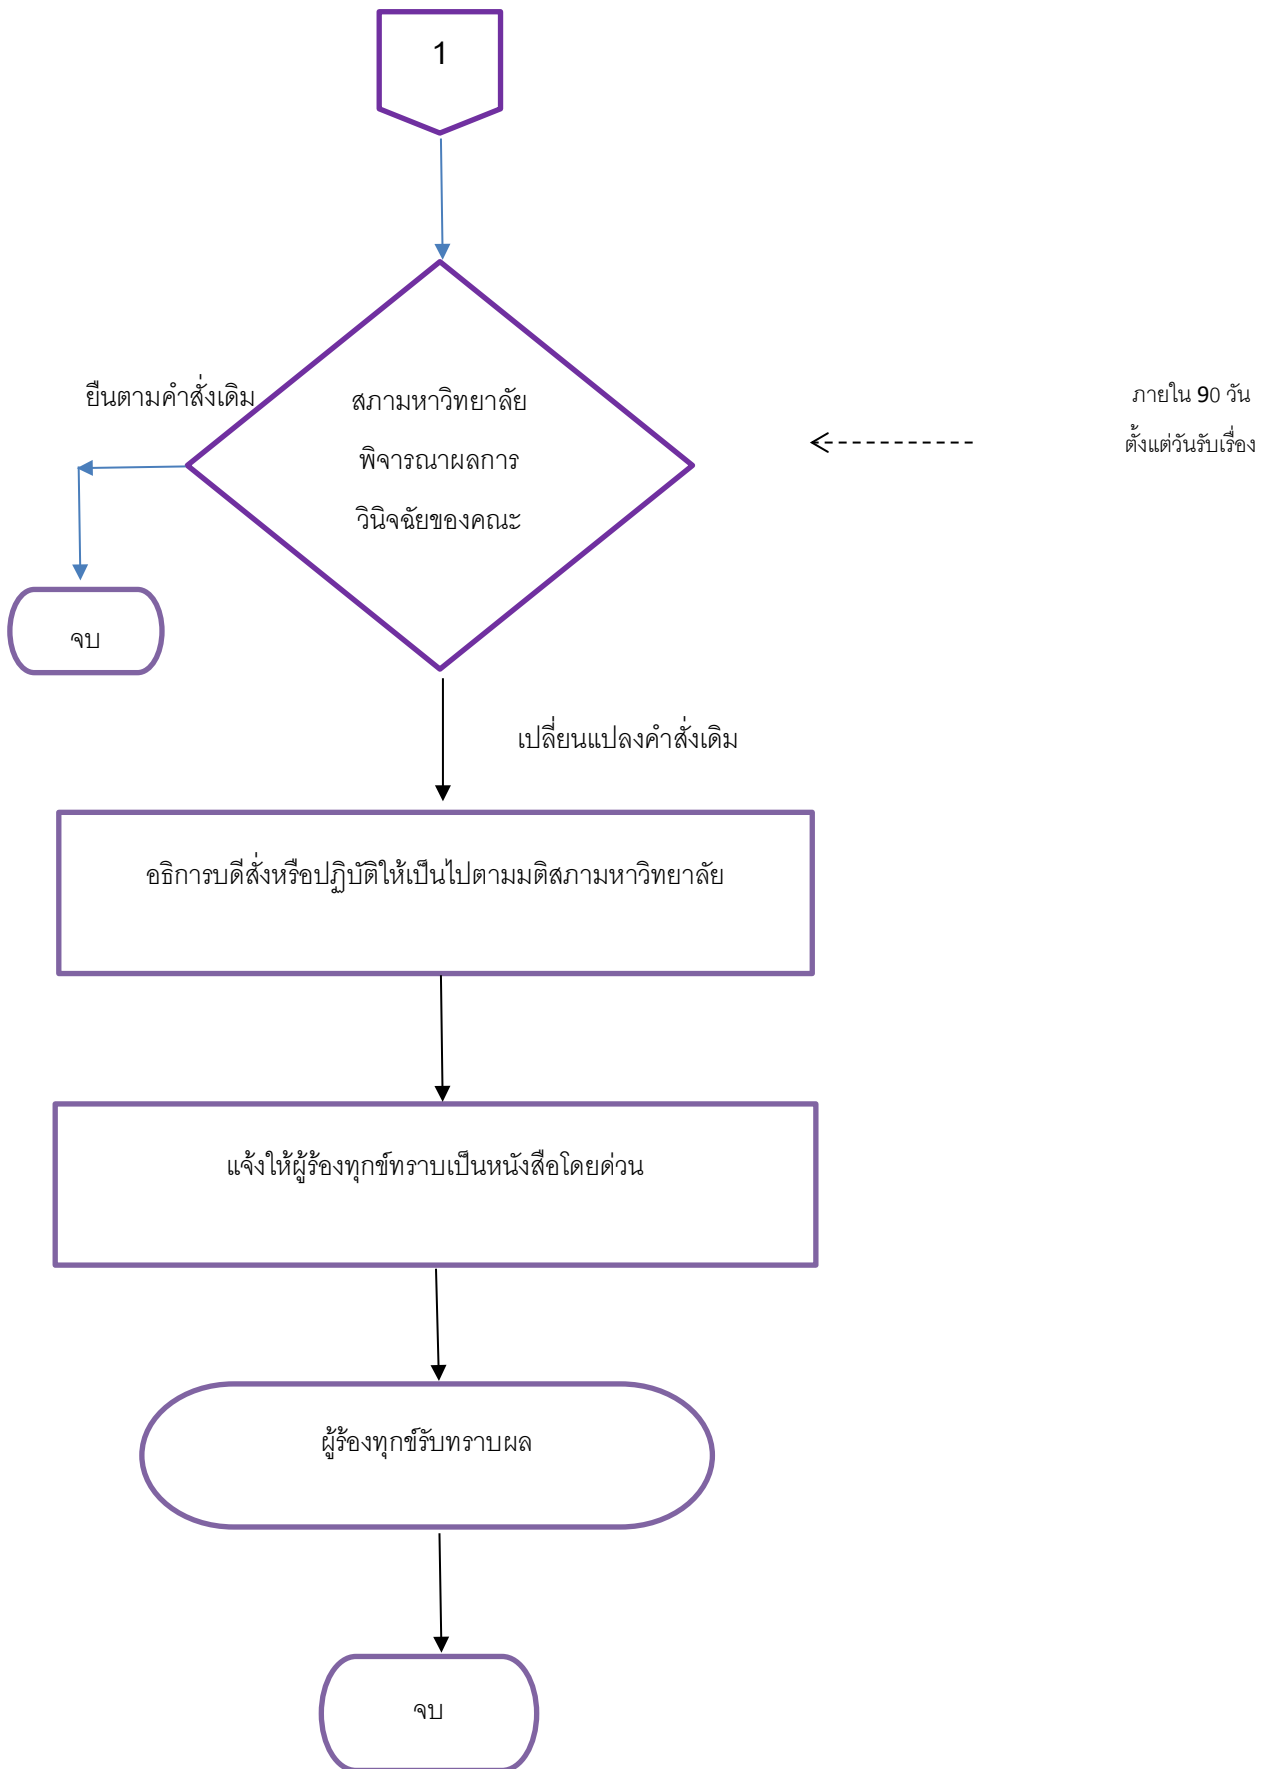 1
ยืนตามคำสั่งเดิม
สภามหาวิทยาลัย
พิจารณาผลการ
วินิจฉัยของคณะ
ภายใน 90 วัน
ตั้งแต่วันรับเรื่อง
จบ
เปลี่ยนแปลงคำสั่งเดิม
อธิการบดีสั่งหรือปฏิบัติให้เป็นไปตามมติสภามหาวิทยาลัย
แจ้งให้ผู้ร้องทุกข์ทราบเป็นหนังสือโดยด่วน
ผู้ร้องทุกข์รับทราบผล
จบ